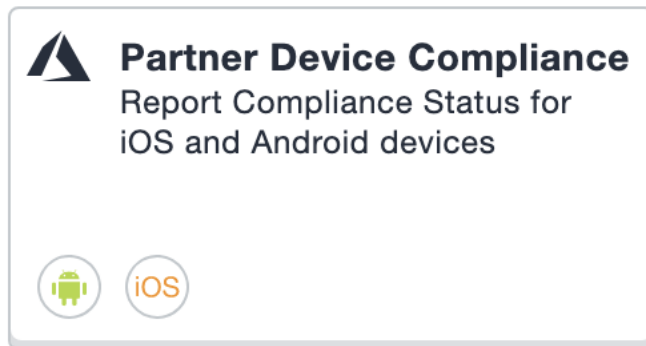 Partner Device Compliance
Report Compliance Status for
iOS and Android devices
iOS